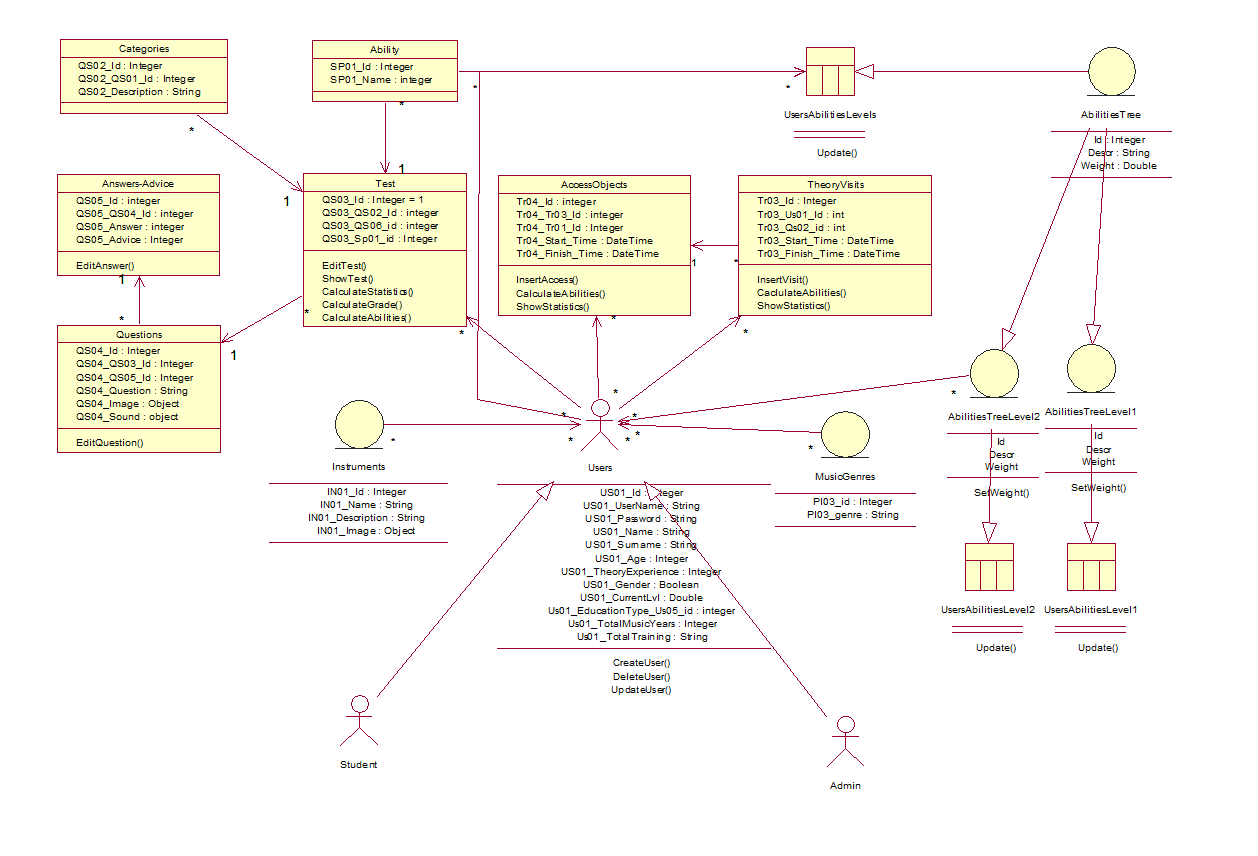 Categories
QS02_Id : Integer
QS02_QS01_Id : Integer
QS02_Description : String
Ability
SP01_Id : Integer
SP01_Name : integer
*
*
*
UsersAbilitiesLevels
Update()
AbilitiesTree
Id : Integer
Descr : String
Weight : Double
*
1
1
Answers-Advice
QS05_Id : integer
QS05_QS04_Id : integer
QS05_Answer : integer
QS05_Advice : Integer
EditAnswer()
1
*
Test
QS03_Id : Integer = 1
QS03_QS02_Id : integer
QS03_QS06_id : integer
QS03_Sp01_id : Integer
EditTest()
ShowTest()
CalculateStatistics()
CalculateGrade()
CalculateAbilities()
*
1
*
AccessObjects
Tr04_Id : integer
Tr04_Tr03_Id : integer
Tr04_Tr01_Id : Integer
Tr04_Start_Time : DateTime
Tr04_Finish_Time : DateTime
InsertAccess()
CalculateAbilities()
ShowStatistics()
1
*
*
TheoryVisits
Tr03_Id : Integer
Tr03_Us01_Id : int
Tr03_Qs02_id : int
Tr03_Start_Time : DateTime
Tr03_Finish_Time : DateTime
InsertVisit()
CaclulateAbilities()
ShowStatistics()
*
Questions
QS04_Id : Integer
QS04_QS03_Id : Integer
QS04_QS05_Id : Integer
QS04_Question : String
QS04_Image : Object
QS04_Sound : object
EditQuestion()
*
*
*
*
*
*
*
*
*
Instruments
IN01_Id : Integer
IN01_Name : String
IN01_Description : String
IN01_Image : Object
Users
US01_Id : Integer
US01_UserName : String
US01_Password : String
US01_Name : String
US01_Surname : String
US01_Age : Integer
US01_TheoryExperience : Integer
US01_Gender : Boolean
US01_CurrentLvl : Double
Us01_EducationType_Us05_id : integer
Us01_TotalMusicYears : Integer
Us01_TotalTraining : String
CreateUser()
DeleteUser()
UpdateUser()
MusicGenres
PI03_id : Integer
PI03_genre : String
AbilitiesTreeLevel2
Id
Descr
Weight
SetWeight()
AbilitiesTreeLevel1
Id
Descr
Weight
SetWeight()
UsersAbilitiesLevel2
Update()
UsersAbilitiesLevel1
Update()
Student
Admin